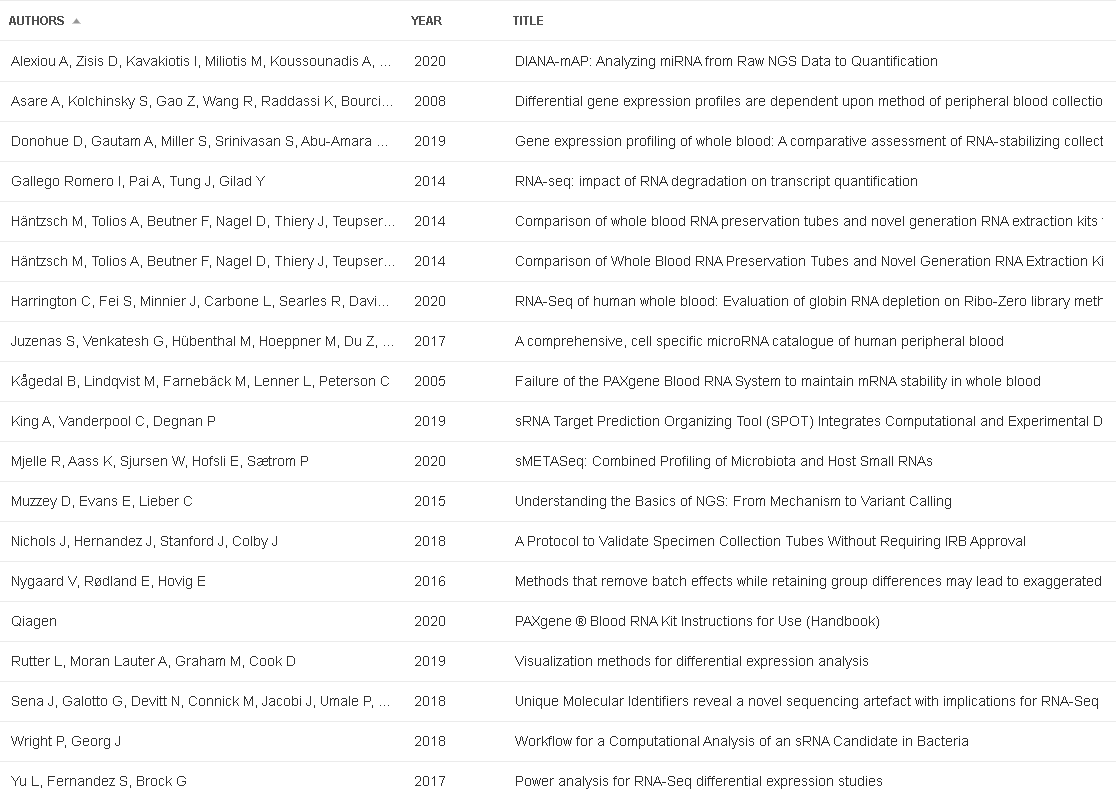 AUTHORS YEAR TITLE
Alexiou A, Zisis D, Kavakiotis I, Miliotis M, Koussounadis A, ... 2020 DIANA-mAP: Analyzing miRNA from Raw NGS Data to Quantification
Asare A, Kolchinsky S, Gao Z, Wang R, Raddassi K, Bourci... 2008 Differential gene expression profiles are dependent upon method of peripheral blood collectio
Donohue D, Gautam A, Miller S, Srinivasan S, Abu-Amara ... 2019 Gene expression profiling of whole blood: A comparative assessment of RNA-stabilizing collect
Gallego Romero I, Pai A, Tung J, Gilad Y 2014 RNA-seq: impact of RNA degradation on transcript quantification
Häntzsch M, Tolios A, Beutner F, Nagel D, Thiery J, Teupser... 2014 Comparison of whole blood RNA preservation tubes and novel generation RNA extraction kits
Häntzsch M, Tolios A, Beutner F, Nagel D, Thiery J, Teupser... 2014 Comparison of Whole Blood RNA Preservation Tubes and Novel Generation RNA Extraction Ki
Harrington C, Fei S, Minnier J, Carbone L, Searles R, Davi... 2020 RNA-Seq of human whole blood: Evaluation of globin RNA depletion on Ribo-Zero library meth
Juzenas S, Venkatesh G, Hübenthal M, Hoeppner M, Du Z, ... 2017 A comprehensive, cell specific microRNA catalogue of human peripheral blood
Kågedal B, Lindqvist M, Farnebäck M, Lenner L, Peterson C 2005 Failure of the PAXgene Blood RNA System to maintain mRNA stability in whole blood
King A, Vanderpool C, Degnan P 2019 sRNA Target Prediction Organizing Tool (SPOT) Integrates Computational and Experimental D
Mjelle R, Aass K, Sjursen W, Hofsli E, Sætrom P 2020 sMETASeq: Combined Profiling of Microbiota and Host Small RNAs
Muzzey D, Evans E, Lieber C 2015 Understanding the Basics of NGS: From Mechanism to Variant Calling
Nichols J, Hernandez J, Stanford J, Colby J 2018 A Protocol to Validate Specimen Collection Tubes Without Requiring IRB Approval
Nygaard V, Rødland E, Hovig E 2016 Methods that remove batch effects while retaining group differences may lead to exaggerated
Qiagen 2020 PAXgene ® Blood RNA Kit Instructions for Use (Handbook)
Rutter L, Moran Lauter A, Graham M, Cook D 2019 Visualization methods for differential expression analysis
Sena J, Galotto G, Devitt N, Connick M, Jacobi J, Umale P, ... 2018 Unique Molecular Identifiers reveal a novel sequencing artefact with implications for RNA-Seq
Wright P, Georg J 2018 Workflow for a Computational Analysis of an sRNA Candidate in Bacteria
Yu L, Fernandez S, Brock G 2017 Power analysis for RNA-Seq differential expression studies